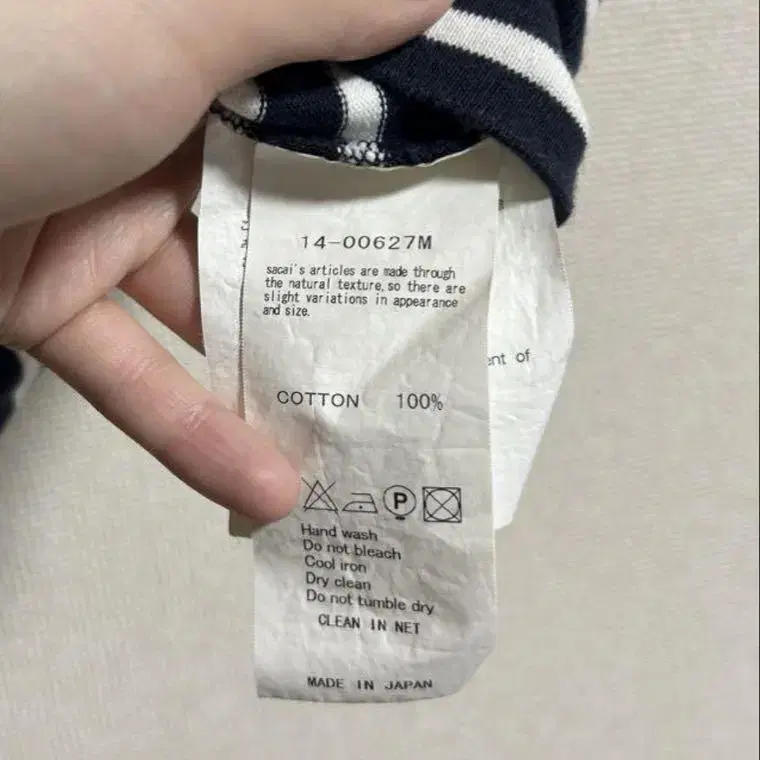 14-00627M
sacai's articles are made through
the natural texture, so there are
slight variations in appearance
and size.
ent of
COTTON 100%
P
Hand wash
Do not bleach
Cool iron
Dry clean
Do not tumble dry
CLEAN IN NET
MADE IN JAPAN